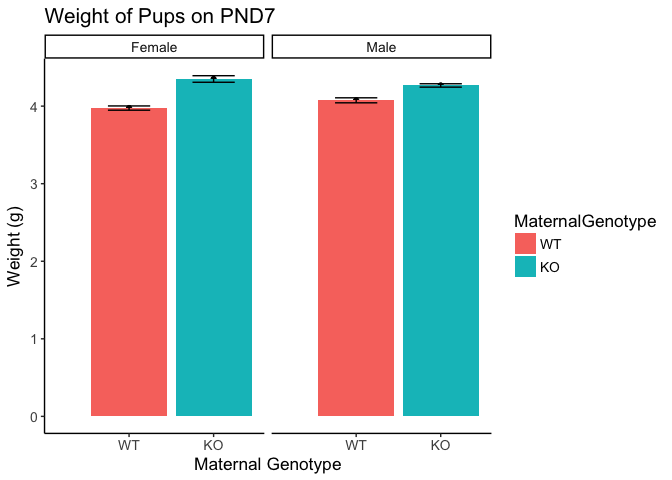 Weight of Pups on PND7
Female
Male
4
3
2
1
0
Weight (g)
WT
KO
WT
KO
Maternal Genotype
MaternalGenotype
WT
KO